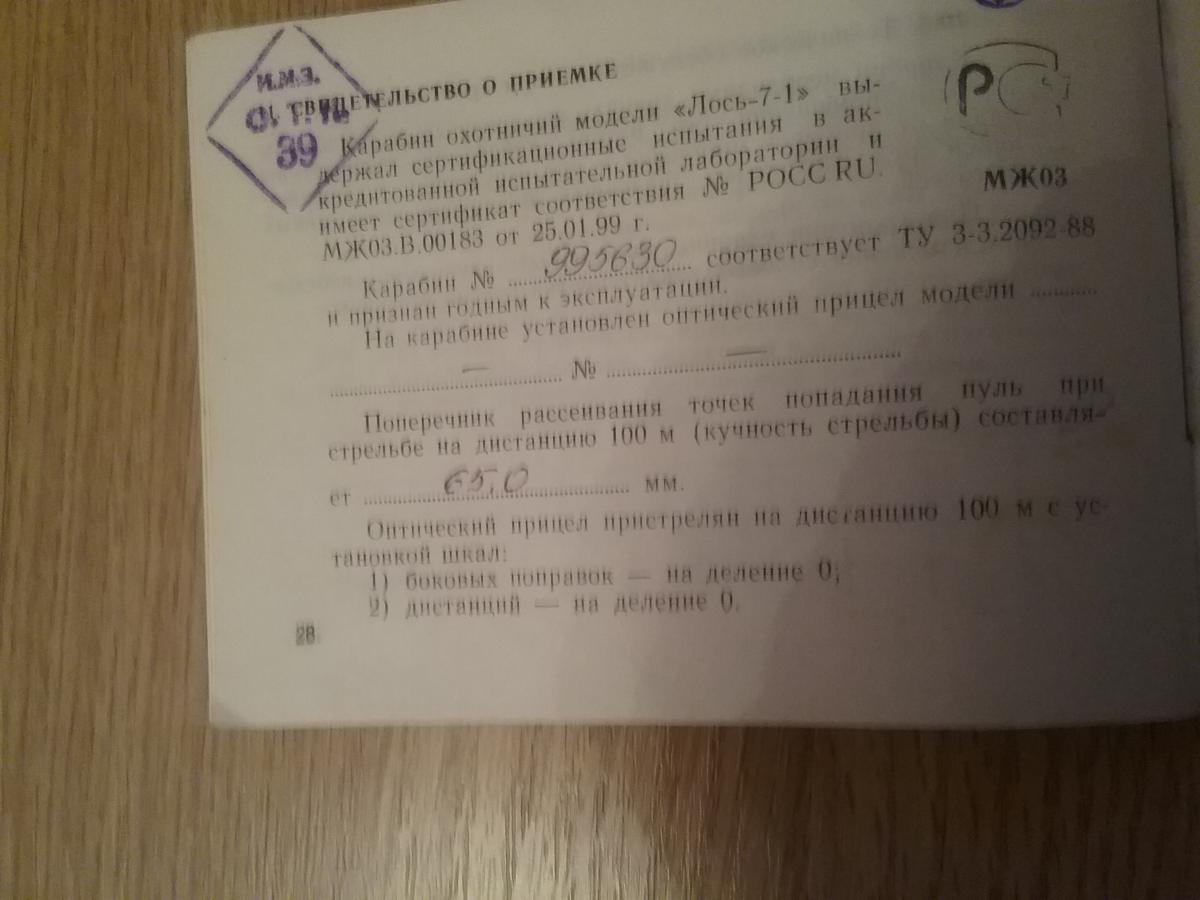 И.М.З.
39
СВИДЕТЕЛЬСТВО О ПРИЕМКЕ
Карабин охотничий модели «Лось-7-1» вы-
держал сертификационные испытания в ак-
кредитованной испытательной лаборатории и
имеет сертификат соответствия № РОСС RU.
МЖ03.В.00183 от 25.01.99 г.
Р С
МЖ03
Карабин № 995630 соответствует ТУ 3-3.2092-88
и признан годным к эксплуатации.
На карабине установлен оптический прицел модели ..........
— № —
Поперечник рассеивания точек попадания пуль при
стрельбе на дистанцию 100 м (кучность стрельбы) составля-
ет 65,0 мм.
Оптический прицел пристрелян на дистанцию 100 м с ус-
тановкой шкал:
1) боковых поправок — на деление 0;
2) дистанций — на деление 0.
28